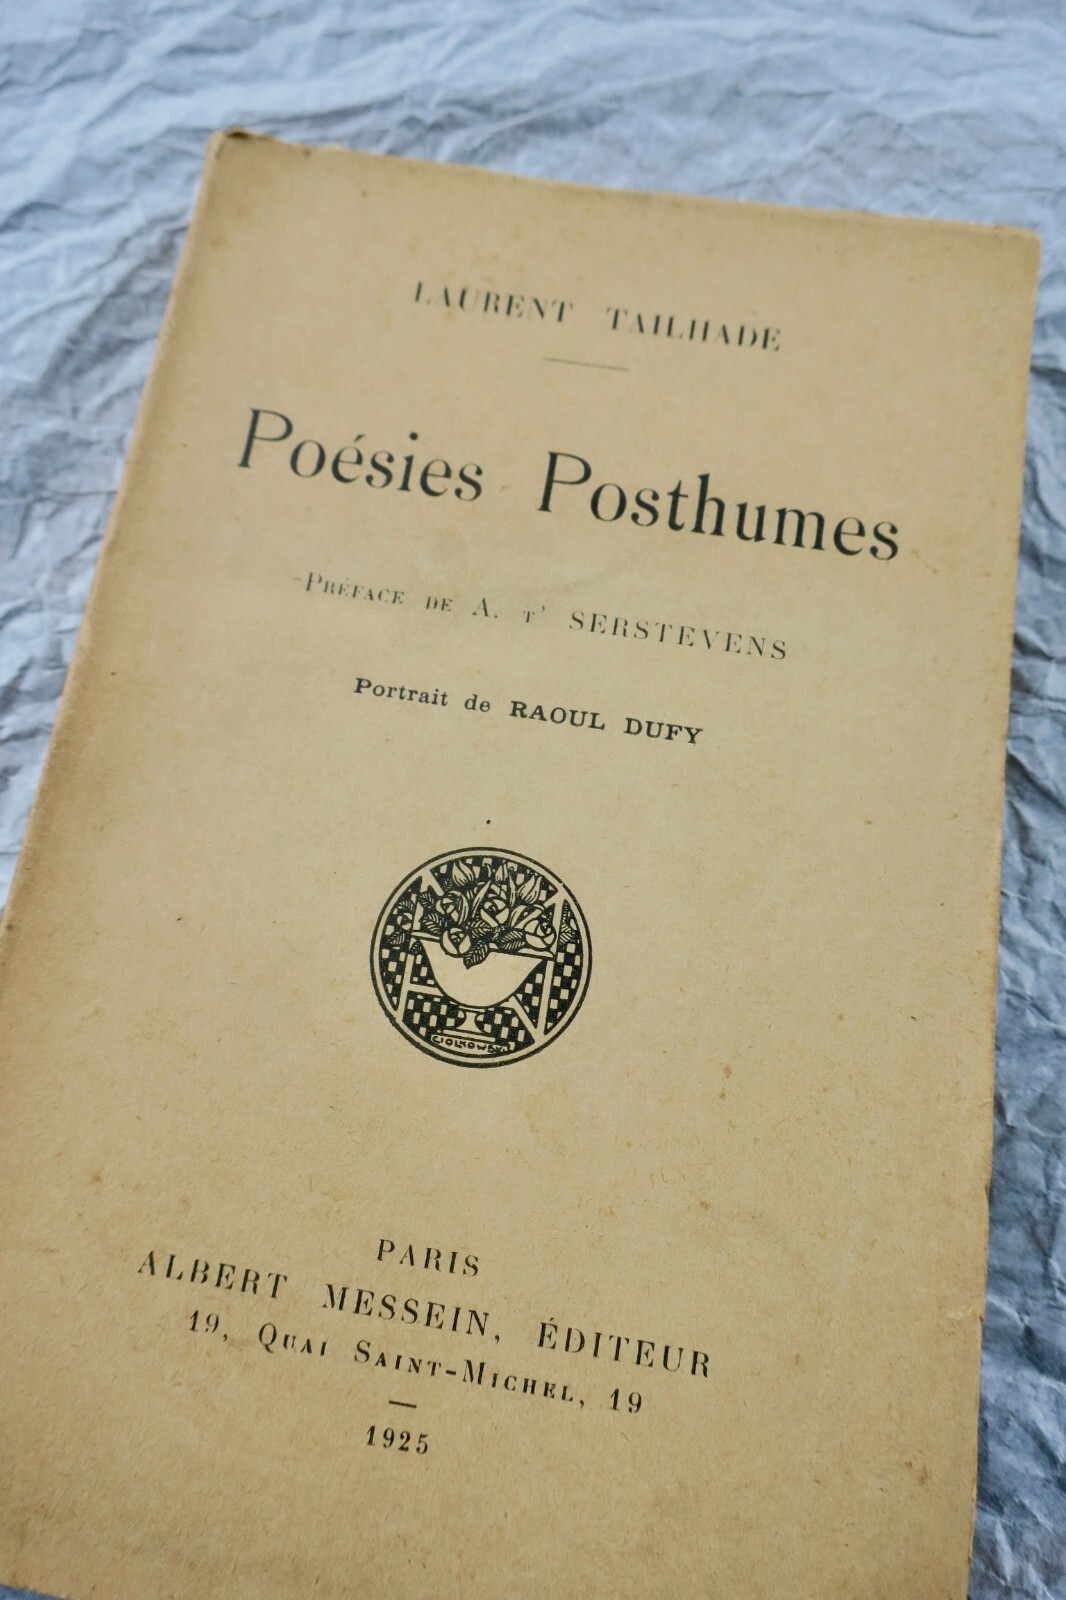 LAURENT TAILHADE
Poésies Posthumes
PRÉFACE DE A. T' SERSTEVENS
Portrait de RAOUL DUFY
CIOLKOWSKI
PARIS
ALBERT MESSEIN, ÉDITEUR
19, QUAI SAINT-MICHEL, 19
1925